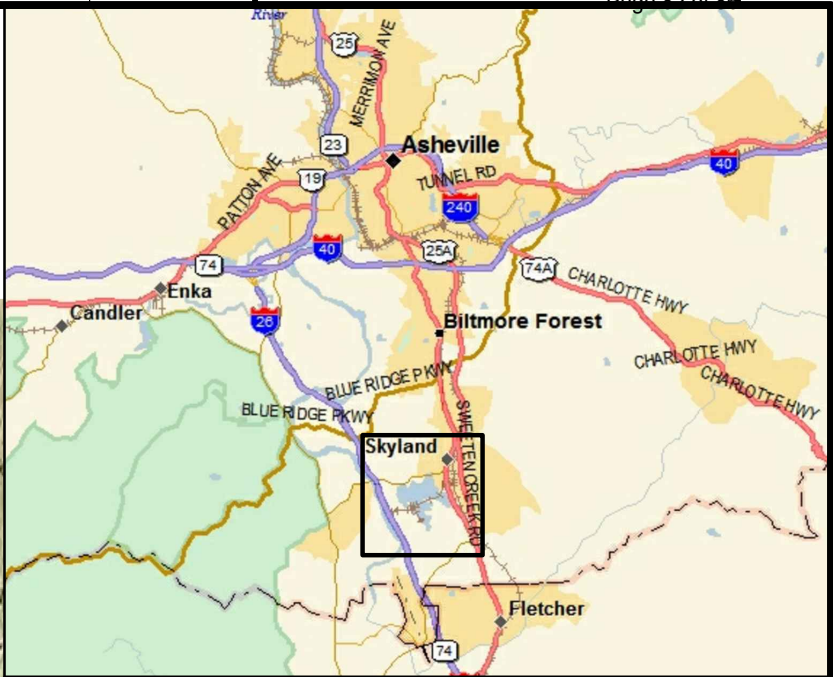 River
25
MERRIMON AVE
23
Asheville
40
TUNNEL RD
19
PATTON AVE
240
25A
40
74
74A
CHARLOTTE HWY
Enka
Candler
26
Biltmore Forest
CHARLOTTE HWY
BLUE RIDGE PKWY
CHARLOTTE HWY
BLUE RIDGE PKWY
SWEETEN CREEK RD
Skyland
Fletcher
74